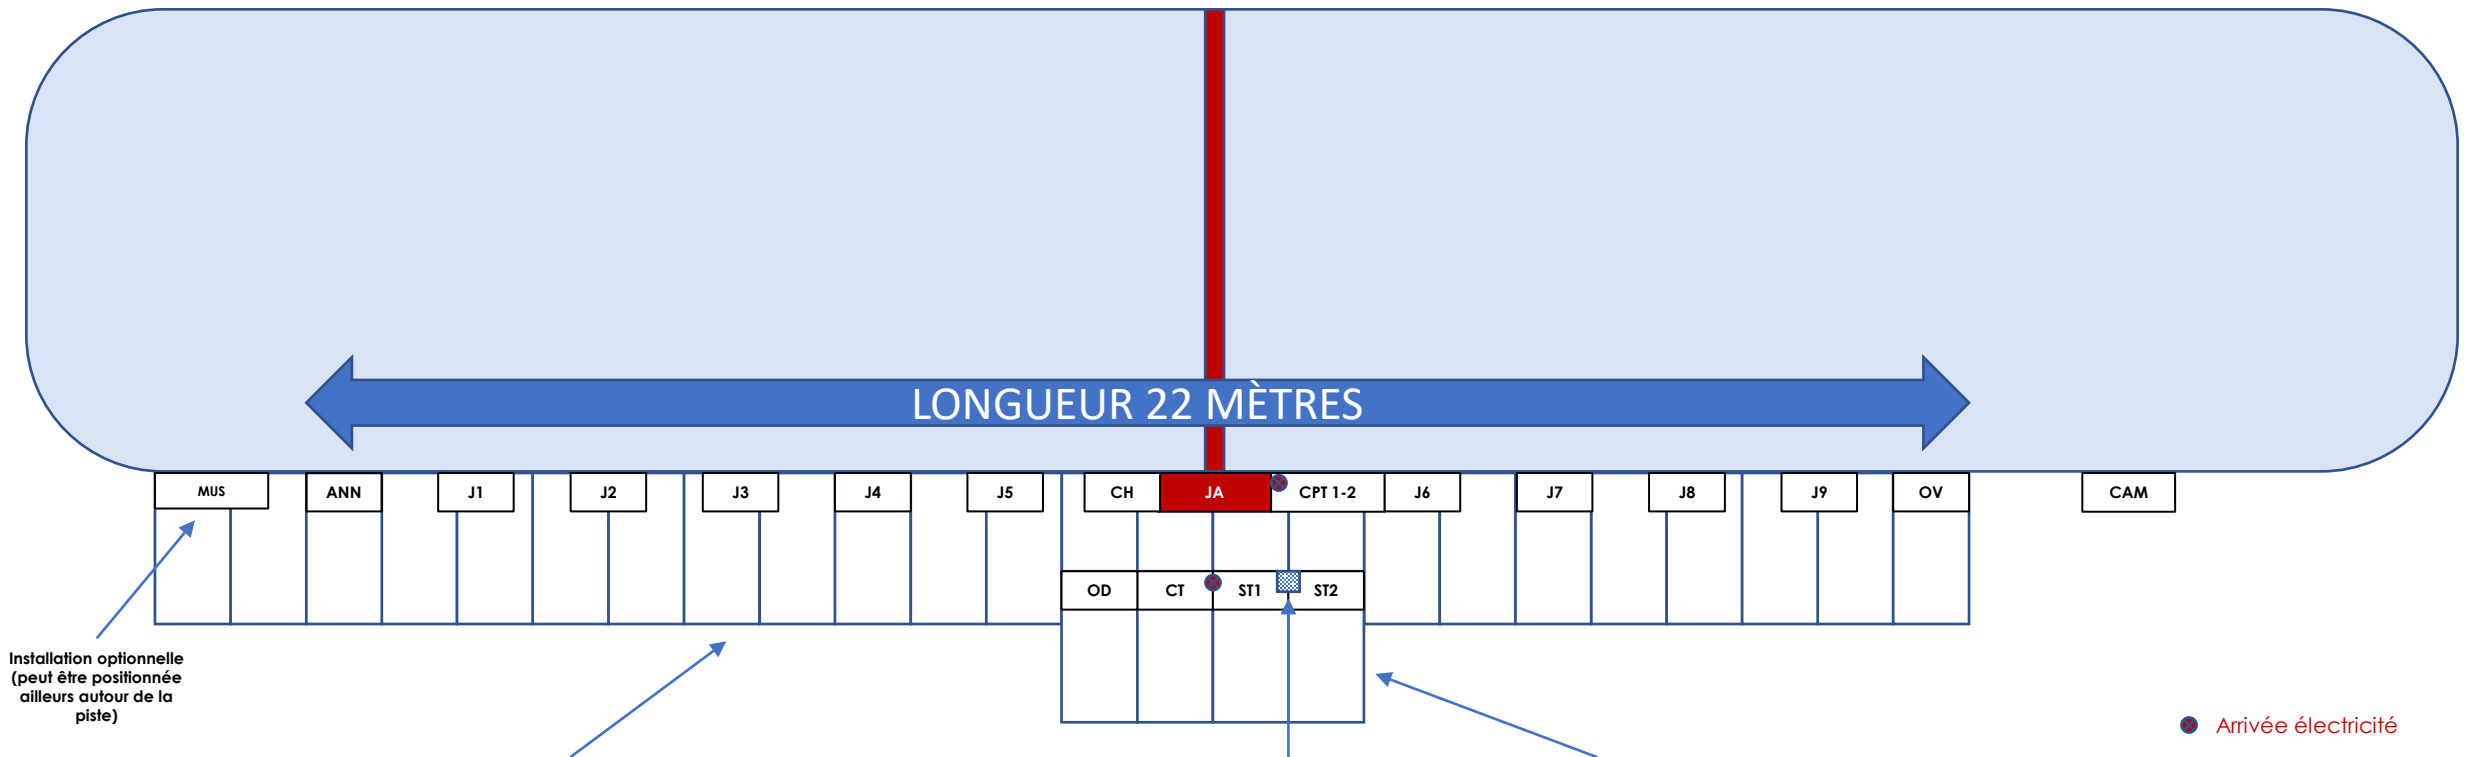 LONGUEUR 22 MÈTRES
MUS
ANN
J1
J2
J3
J4
J5
CH
JA
CPT 1-2
J6
J7
J8
J9
OV
CAM
OD
CT
ST1
ST2
Installation optionnelle
(peut être positionnée
ailleurs autour de la
piste)
Arrivée électricité